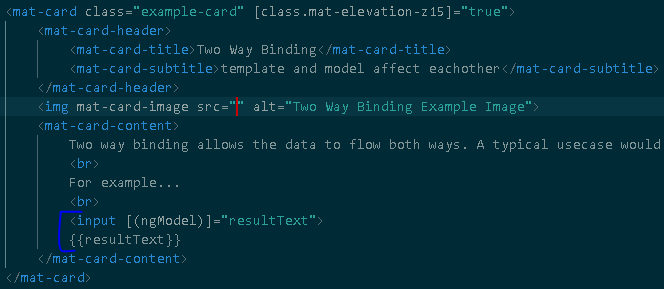 <mat-card class="example-card" [class.mat-elevation-z15]="true">
<mat-card-header>
<mat-card-title>Two Way Binding</mat-card-title>
<mat-card-subtitle>template and model affect eachother</mat-card-subtitle>
</mat-card-header>
<img mat-card-image src="" alt="Two Way Binding Example Image">
<mat-card-content>
Two way binding allows the data to flow both ways. A typical usecase would
<br>
For example...
<br>
<input [(ngModel)]="resultText">
{{resultText}}
</mat-card-content>
</mat-card>